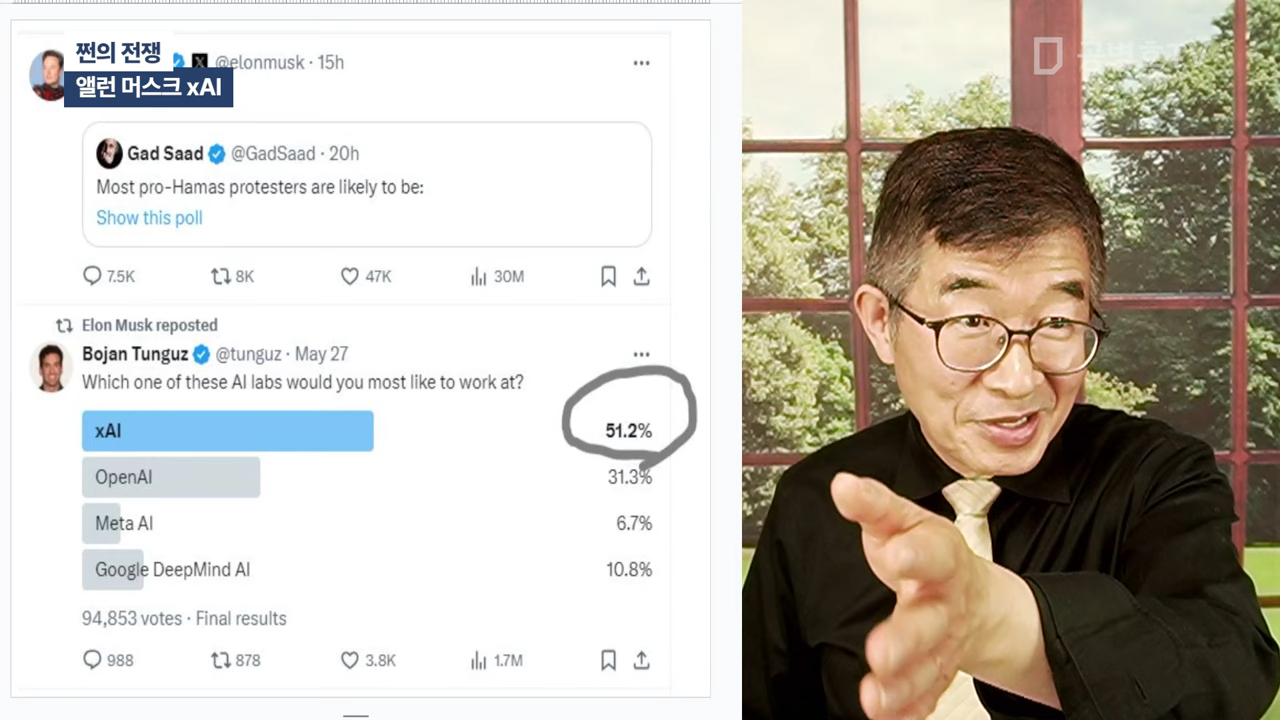 쩐의 전쟁
앨런 머스크 xAI
@elonmusk · 15h
Gad Saad @GadSaad · 20h
Most pro-Hamas protesters are likely to be:
Show this poll
7.5K 8K 47K 30M
Elon Musk reposted
Bojan Tunguz @tunguz · May 27
Which one of these AI labs would you most like to work at?
xAI 51.2%
OpenAI 31.3%
Meta AI 6.7%
Google DeepMind AI 10.8%
94,853 votes · Final results
988 878 3.8K 1.7M